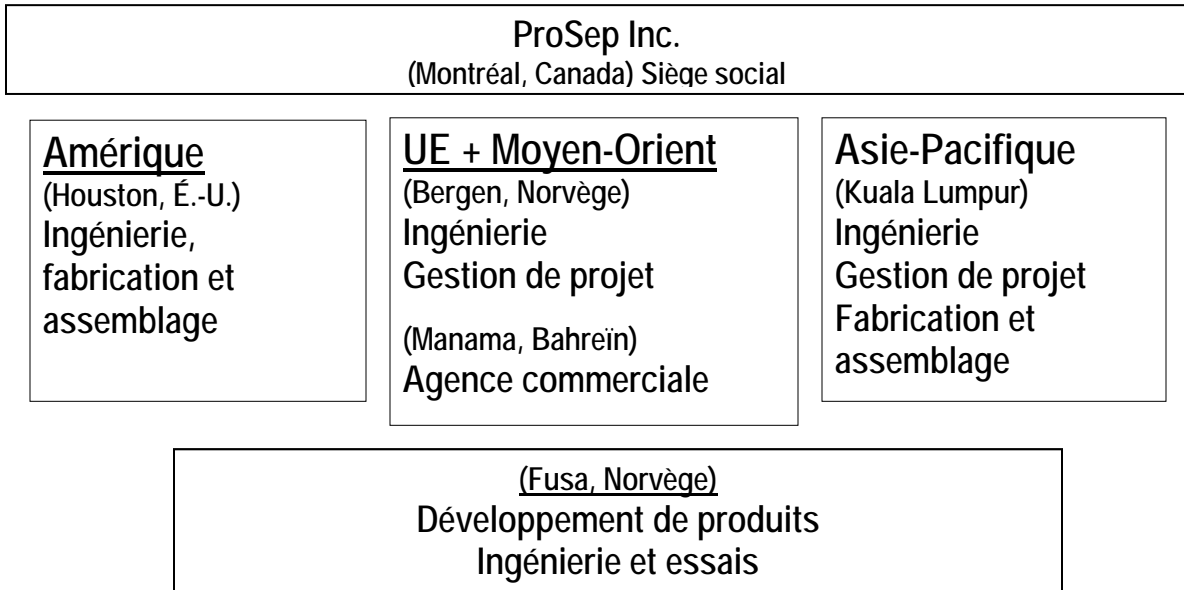 ProSep Inc.
(Montréal, Canada) Siège social
Amérique
(Houston, É.-U.)
Ingénierie,
fabrication et
assemblage
UE + Moyen-Orient
(Bergen, Norvège)
Ingénierie
Gestion de projet
(Manama, Bahreïn)
Agence commerciale
Asie-Pacifique
(Kuala Lumpur)
Ingénierie
Gestion de projet
Fabrication et
assemblage
(Fusa, Norvège)
Développement de produits
Ingénierie et essais